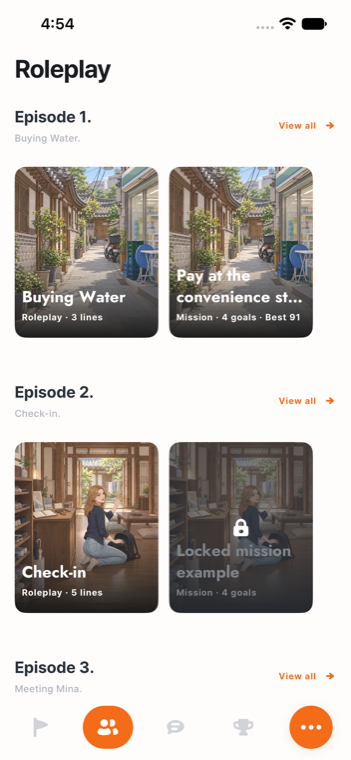 4:54
Roleplay
Episode 1.
Buying Water.
View all
Buying Water
Roleplay · 3 lines
Pay at the
convenience st...
Mission · 4 goals · Best 91
Episode 2.
Check-in.
View all
Check-in
Roleplay · 5 lines
Locked mission
example
Mission · 4 goals
Episode 3.
Meeting Mina.
View all